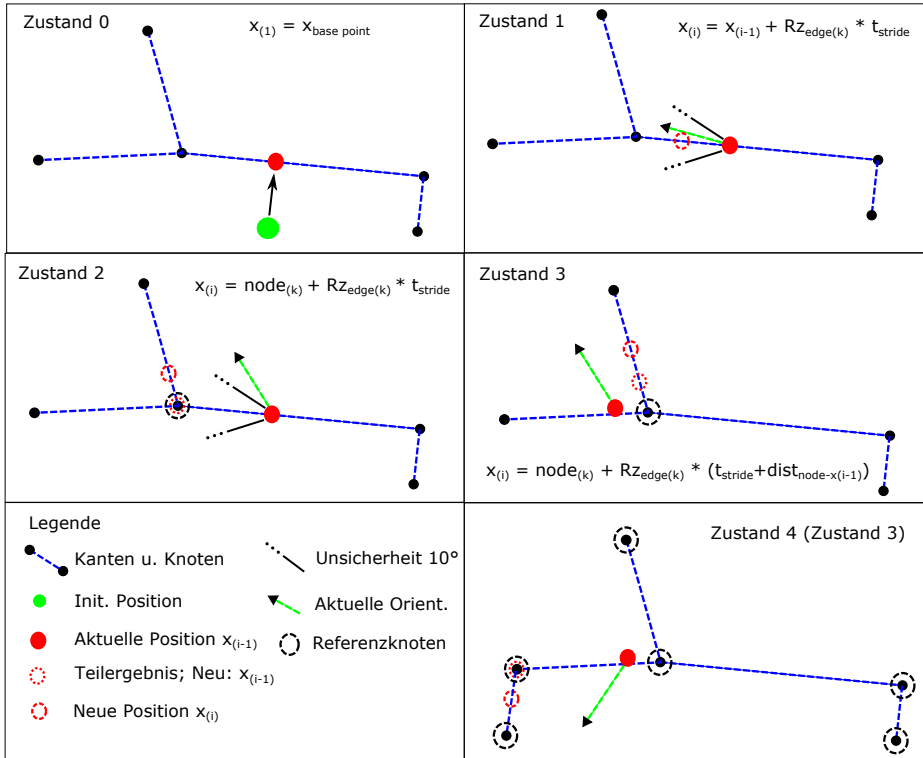 Zustand 0
x(1) = xbase point
Zustand 1
x(i) = x(i-1) + Rzedge(k) * tstride
Zustand 2
x(i) = node(k) + Rzedge(k) * tstride
Zustand 3
x(i) = node(k) + Rzedge(k) * (tstride+distnode-x(i-1))
Legende
Kanten u. Knoten
Unsicherheit 10°
Init. Position
Aktuelle Orient.
Aktuelle Position x(i-1)
Referenzknoten
Teilergebnis; Neu: x(i-1)
Neue Position x(i)
Zustand 4 (Zustand 3)